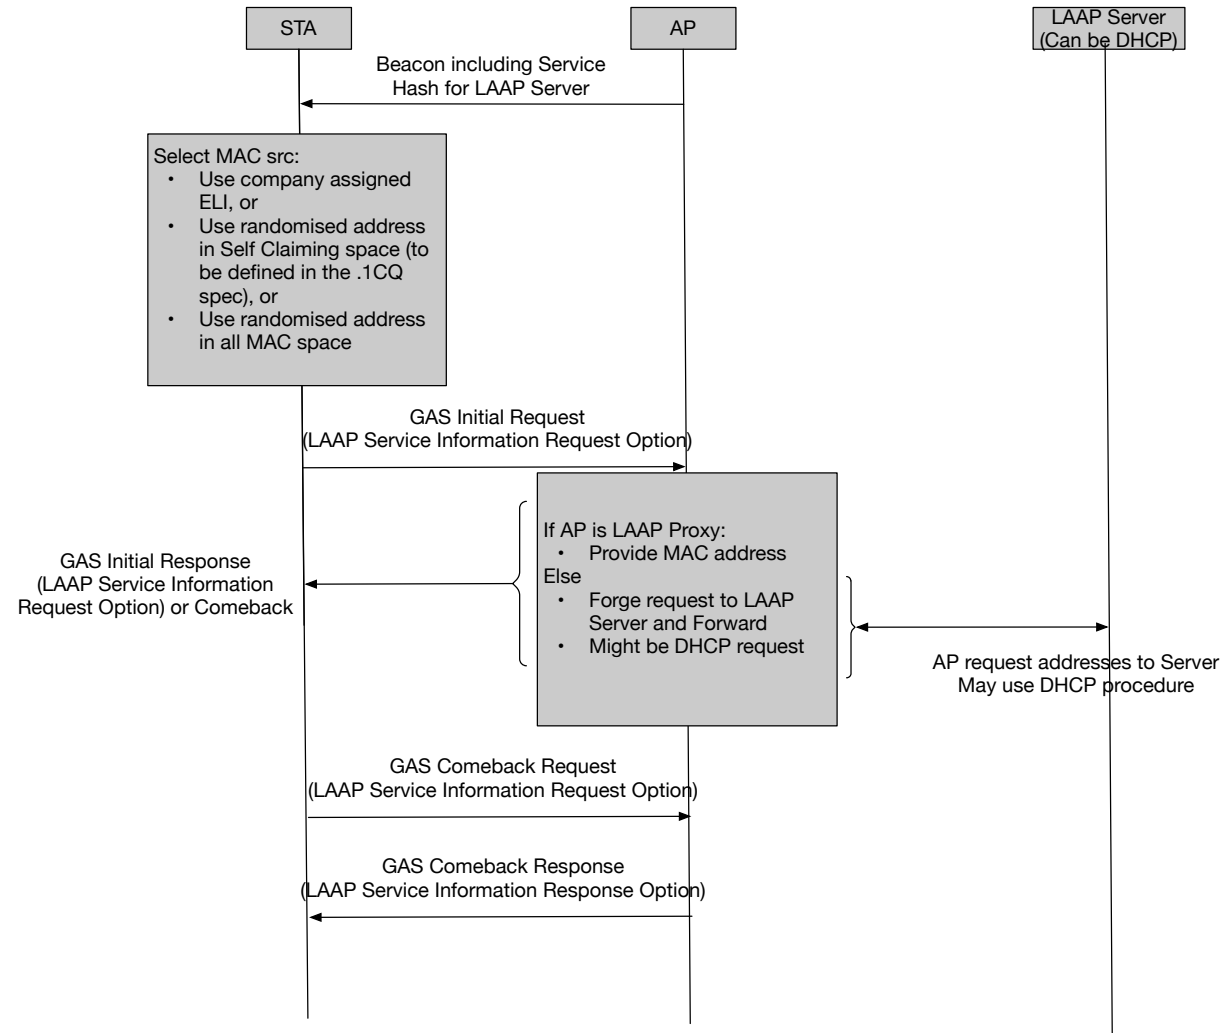 STA
AP
LAAP Server
(Can be DHCP)
Beacon including Service
Hash for LAAP Server
Select MAC src:
• Use company assigned
ELI, or
• Use randomised address
in Self Claiming space (to
be defined in the .1CQ
spec), or
• Use randomised address
in all MAC space
GAS Initial Request
(LAAP Service Information Request Option)
If AP is LAAP Proxy:
• Provide MAC address
Else
• Forge request to LAAP
Server and Forward
• Might be DHCP request
GAS Initial Response
(LAAP Service Information
Request Option) or Comeback
AP request addresses to Server
May use DHCP procedure
GAS Comeback Request
(LAAP Service Information Request Option)
GAS Comeback Response
(LAAP Service Information Response Option)